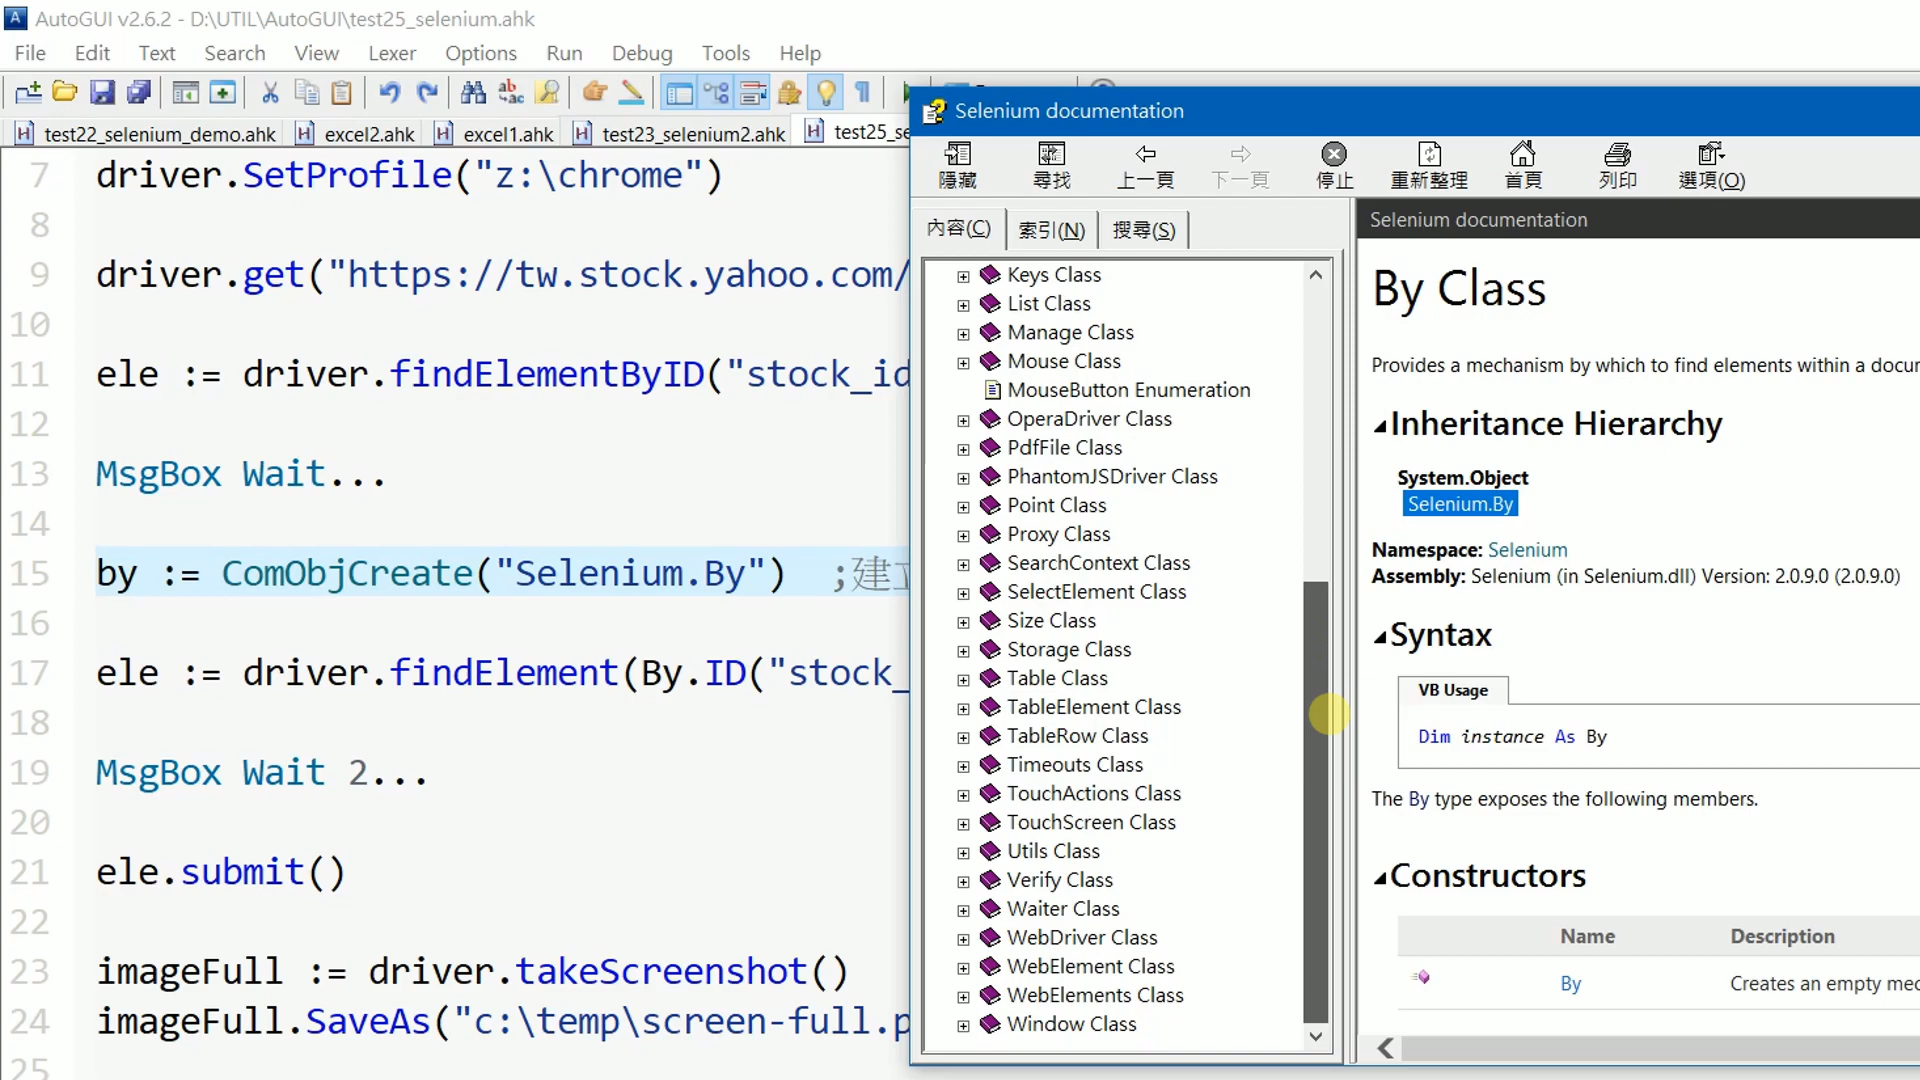 AutoGUI v2.6.2 - D:\UTIL\AutoGUI\test25_selenium.ahk
File Edit Text Search View Lexer Options Run Debug Tools Help
test22_selenium_demo.ahk excel2.ahk excel1.ahk test23_selenium2.ahk test25_se
7 driver.SetProfile("z:\chrome")
8
9 driver.get("https://tw.stock.yahoo.com/
10
11 ele := driver.findElementByID("stock_id
12
13 MsgBox Wait...
14
15 by := ComObjCreate("Selenium.By") ;建
16
17 ele := driver.findElement(By.ID("stock_
18
19 MsgBox Wait 2...
20
21 ele.submit()
22
23 imageFull := driver.takeScreenshot()
24 imageFull.SaveAs("c:\temp\screen-full.p
25
Selenium documentation
隱藏 尋找 上一頁 下一頁 停止 重新整理 首頁 列印 選項(O)
內容(C) 索引(N) 搜尋(S)
Keys Class
List Class
Manage Class
Mouse Class
MouseButton Enumeration
OperaDriver Class
PdfFile Class
PhantomJSDriver Class
Point Class
Proxy Class
SearchContext Class
SelectElement Class
Size Class
Storage Class
Table Class
TableElement Class
TableRow Class
Timeouts Class
TouchActions Class
TouchScreen Class
Utils Class
Verify Class
Waiter Class
WebDriver Class
WebElement Class
WebElements Class
Window Class
Selenium documentation
By Class
Provides a mechanism by which to find elements within a docu
Inheritance Hierarchy
System.Object
Selenium.By
Namespace: Selenium
Assembly: Selenium (in Selenium.dll) Version: 2.0.9.0 (2.0.9.0)
Syntax
VB Usage
Dim instance As By
The By type exposes the following members.
Constructors
Name Description
By Creates an empty mec